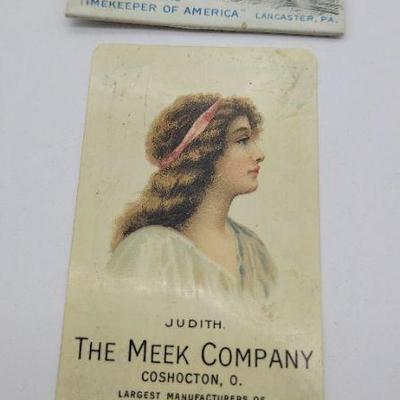 TIMEKEEPER OF AMERICA" LANCASTER, PA.
JUDITH.
THE MEEK COMPANY
COSHOCTON, O.
LARGEST MANUFACTURERS OF